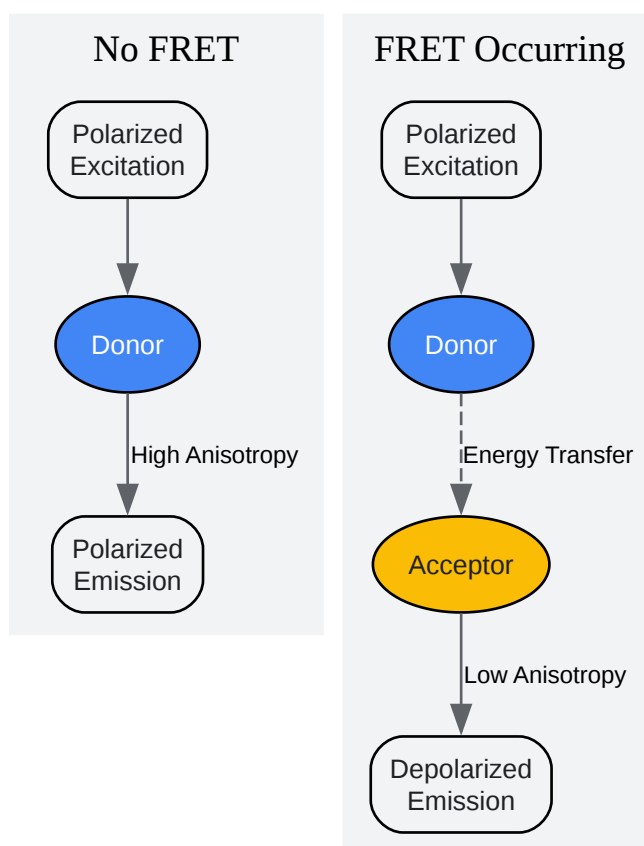 No FRET
Polarized
Excitation
Donor
High Anisotropy
Polarized
Emission
FRET Occurring
Polarized
Excitation
Donor
Energy Transfer
Acceptor
Low Anisotropy
Depolarized
Emission